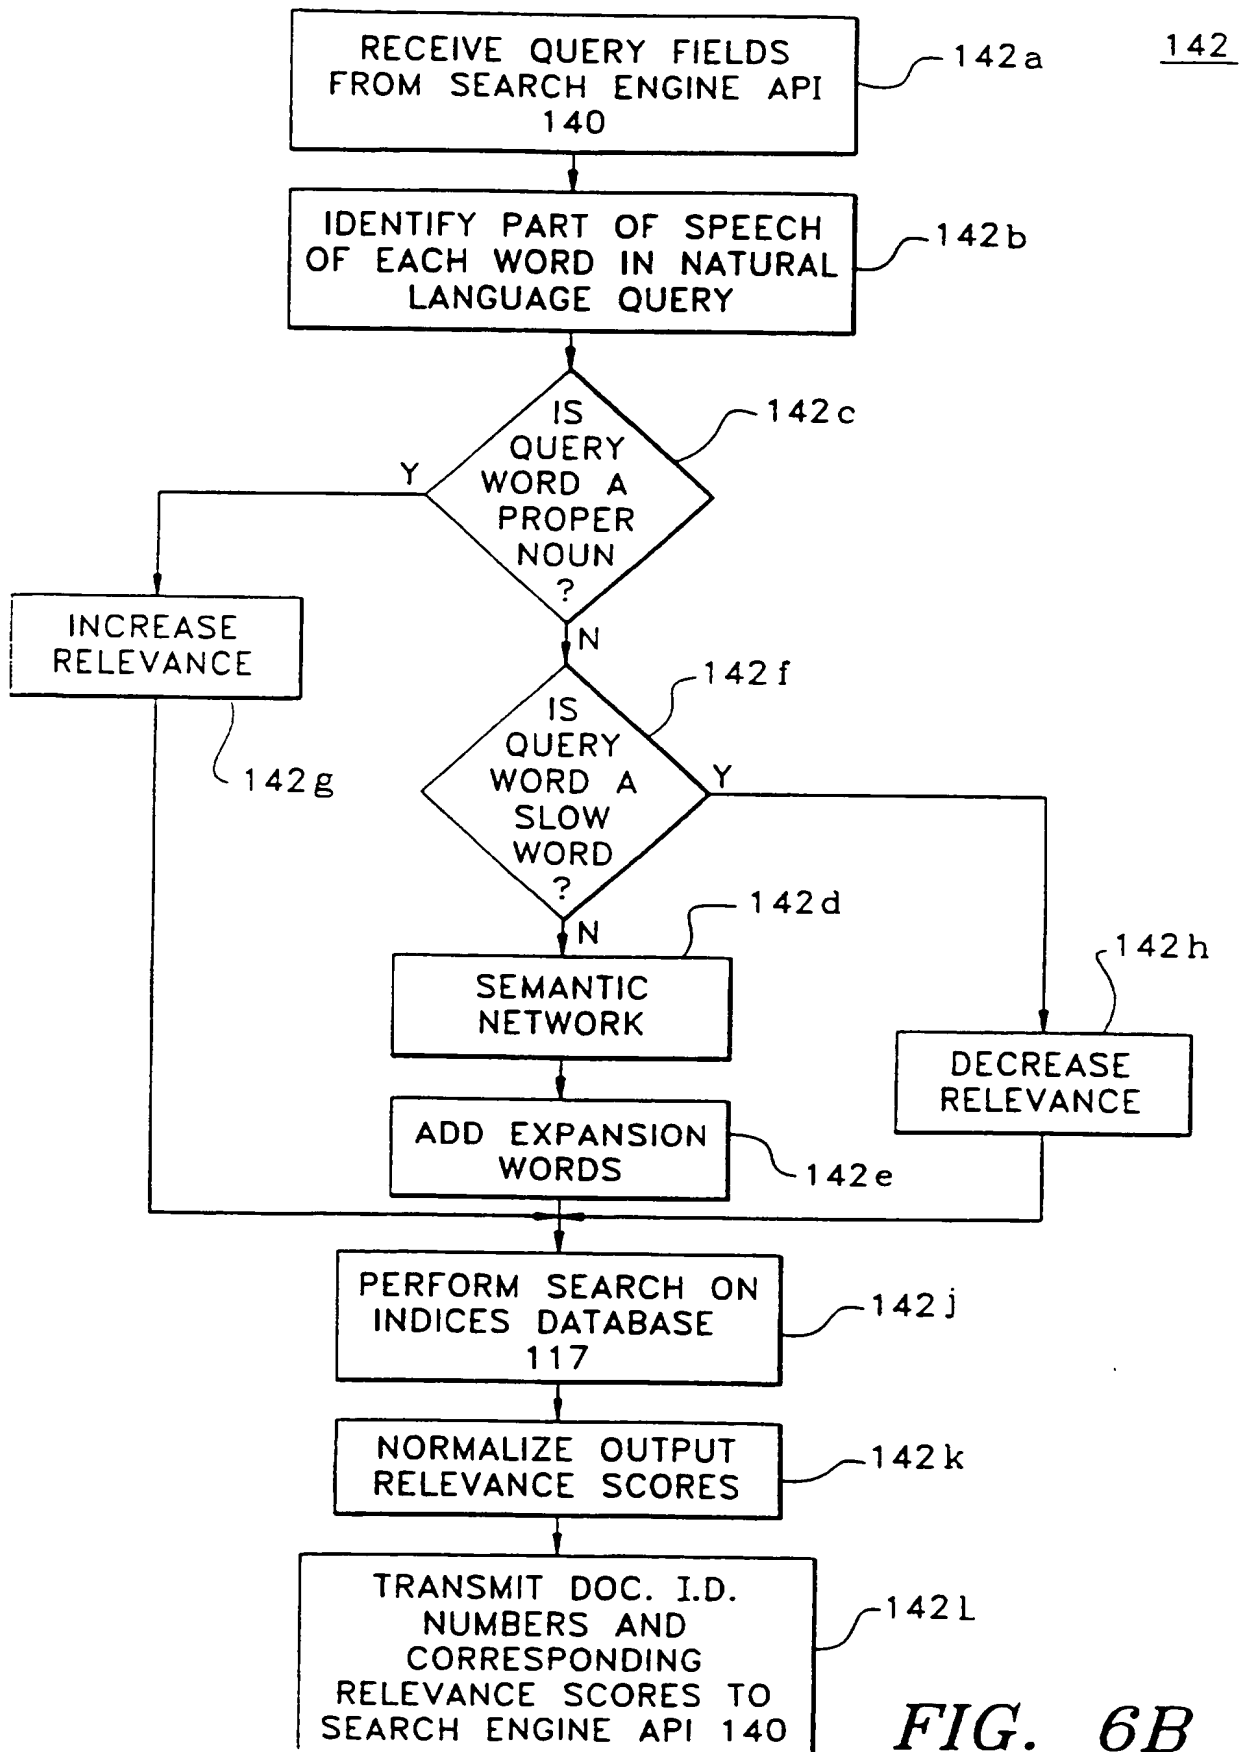 142
RECEIVE QUERY FIELDS
FROM SEARCH ENGINE API
140
142a
IDENTIFY PART OF SPEECH
OF EACH WORD IN NATURAL
LANGUAGE QUERY
142b
IS
QUERY
WORD A
PROPER
NOUN
?
142c
Y
N
INCREASE
RELEVANCE
142g
IS
QUERY
WORD A
SLOW
WORD
?
142f
Y
N
SEMANTIC
NETWORK
142d
DECREASE
RELEVANCE
142h
ADD EXPANSION
WORDS
142e
PERFORM SEARCH ON
INDICES DATABASE
117
142j
NORMALIZE OUTPUT
RELEVANCE SCORES
142k
TRANSMIT DOC. I.D.
NUMBERS AND
CORRESPONDING
RELEVANCE SCORES TO
SEARCH ENGINE API 140
142l
FIG. 6B